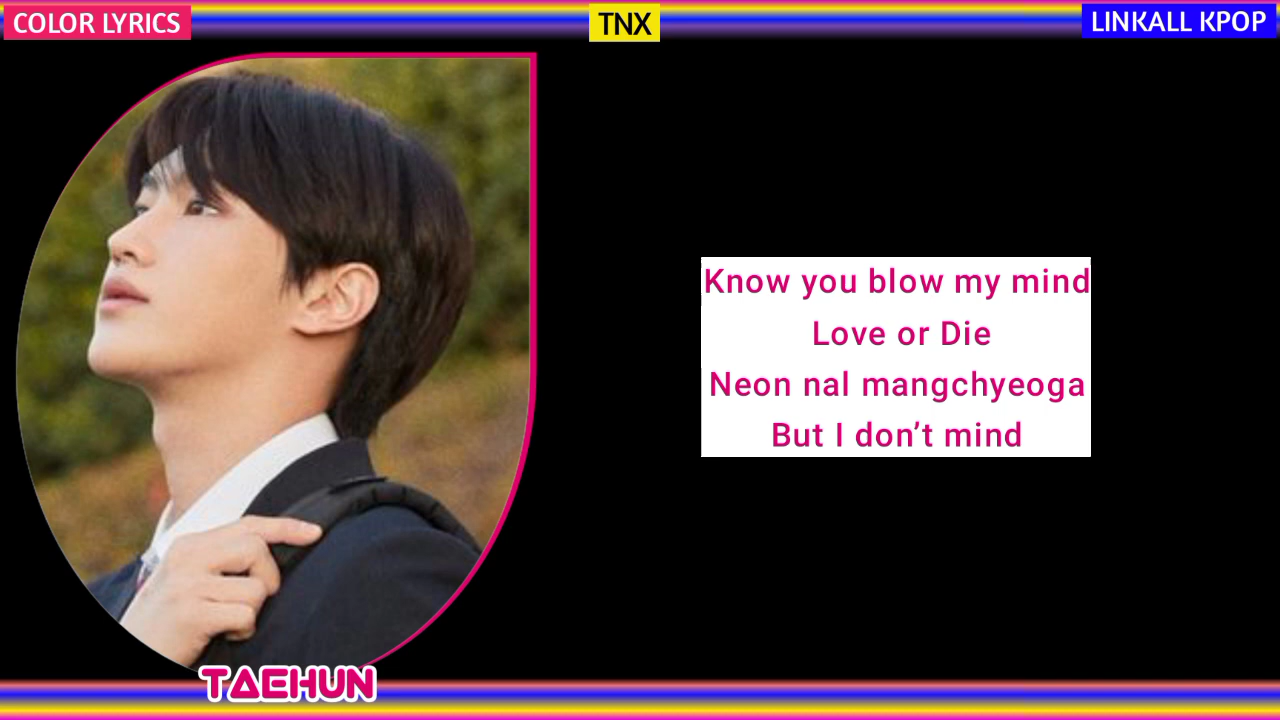 COLOR LYRICS
TNX
LINKALL KPOP
Know you blow my mind
Love or Die
Neon nal mangchyeoga
But I don’t mind
TAEHUN